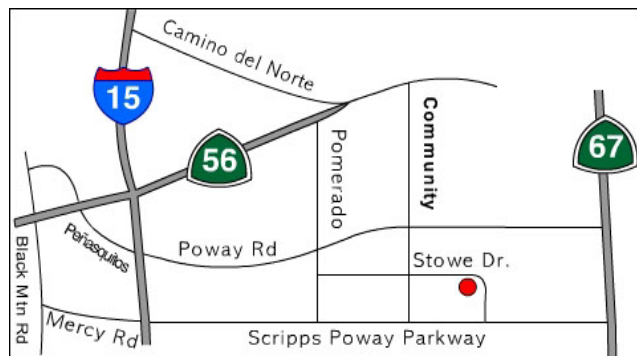 Camino del Norte
15
56
67
Community
Pomerado
Peñasquitos
Poway Rd
Stowe Dr.
Black Mtn Rd
Mercy Rd
Scripps Poway Parkway